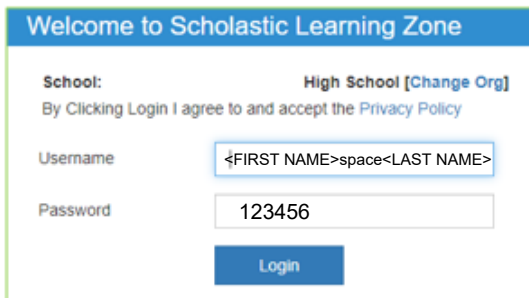 Welcome to Scholastic Learning Zone
School: High School [Change Org]
By Clicking Login I agree to and accept the Privacy Policy
Username <FIRST NAME>space<LAST NAME>
Password 123456
Login